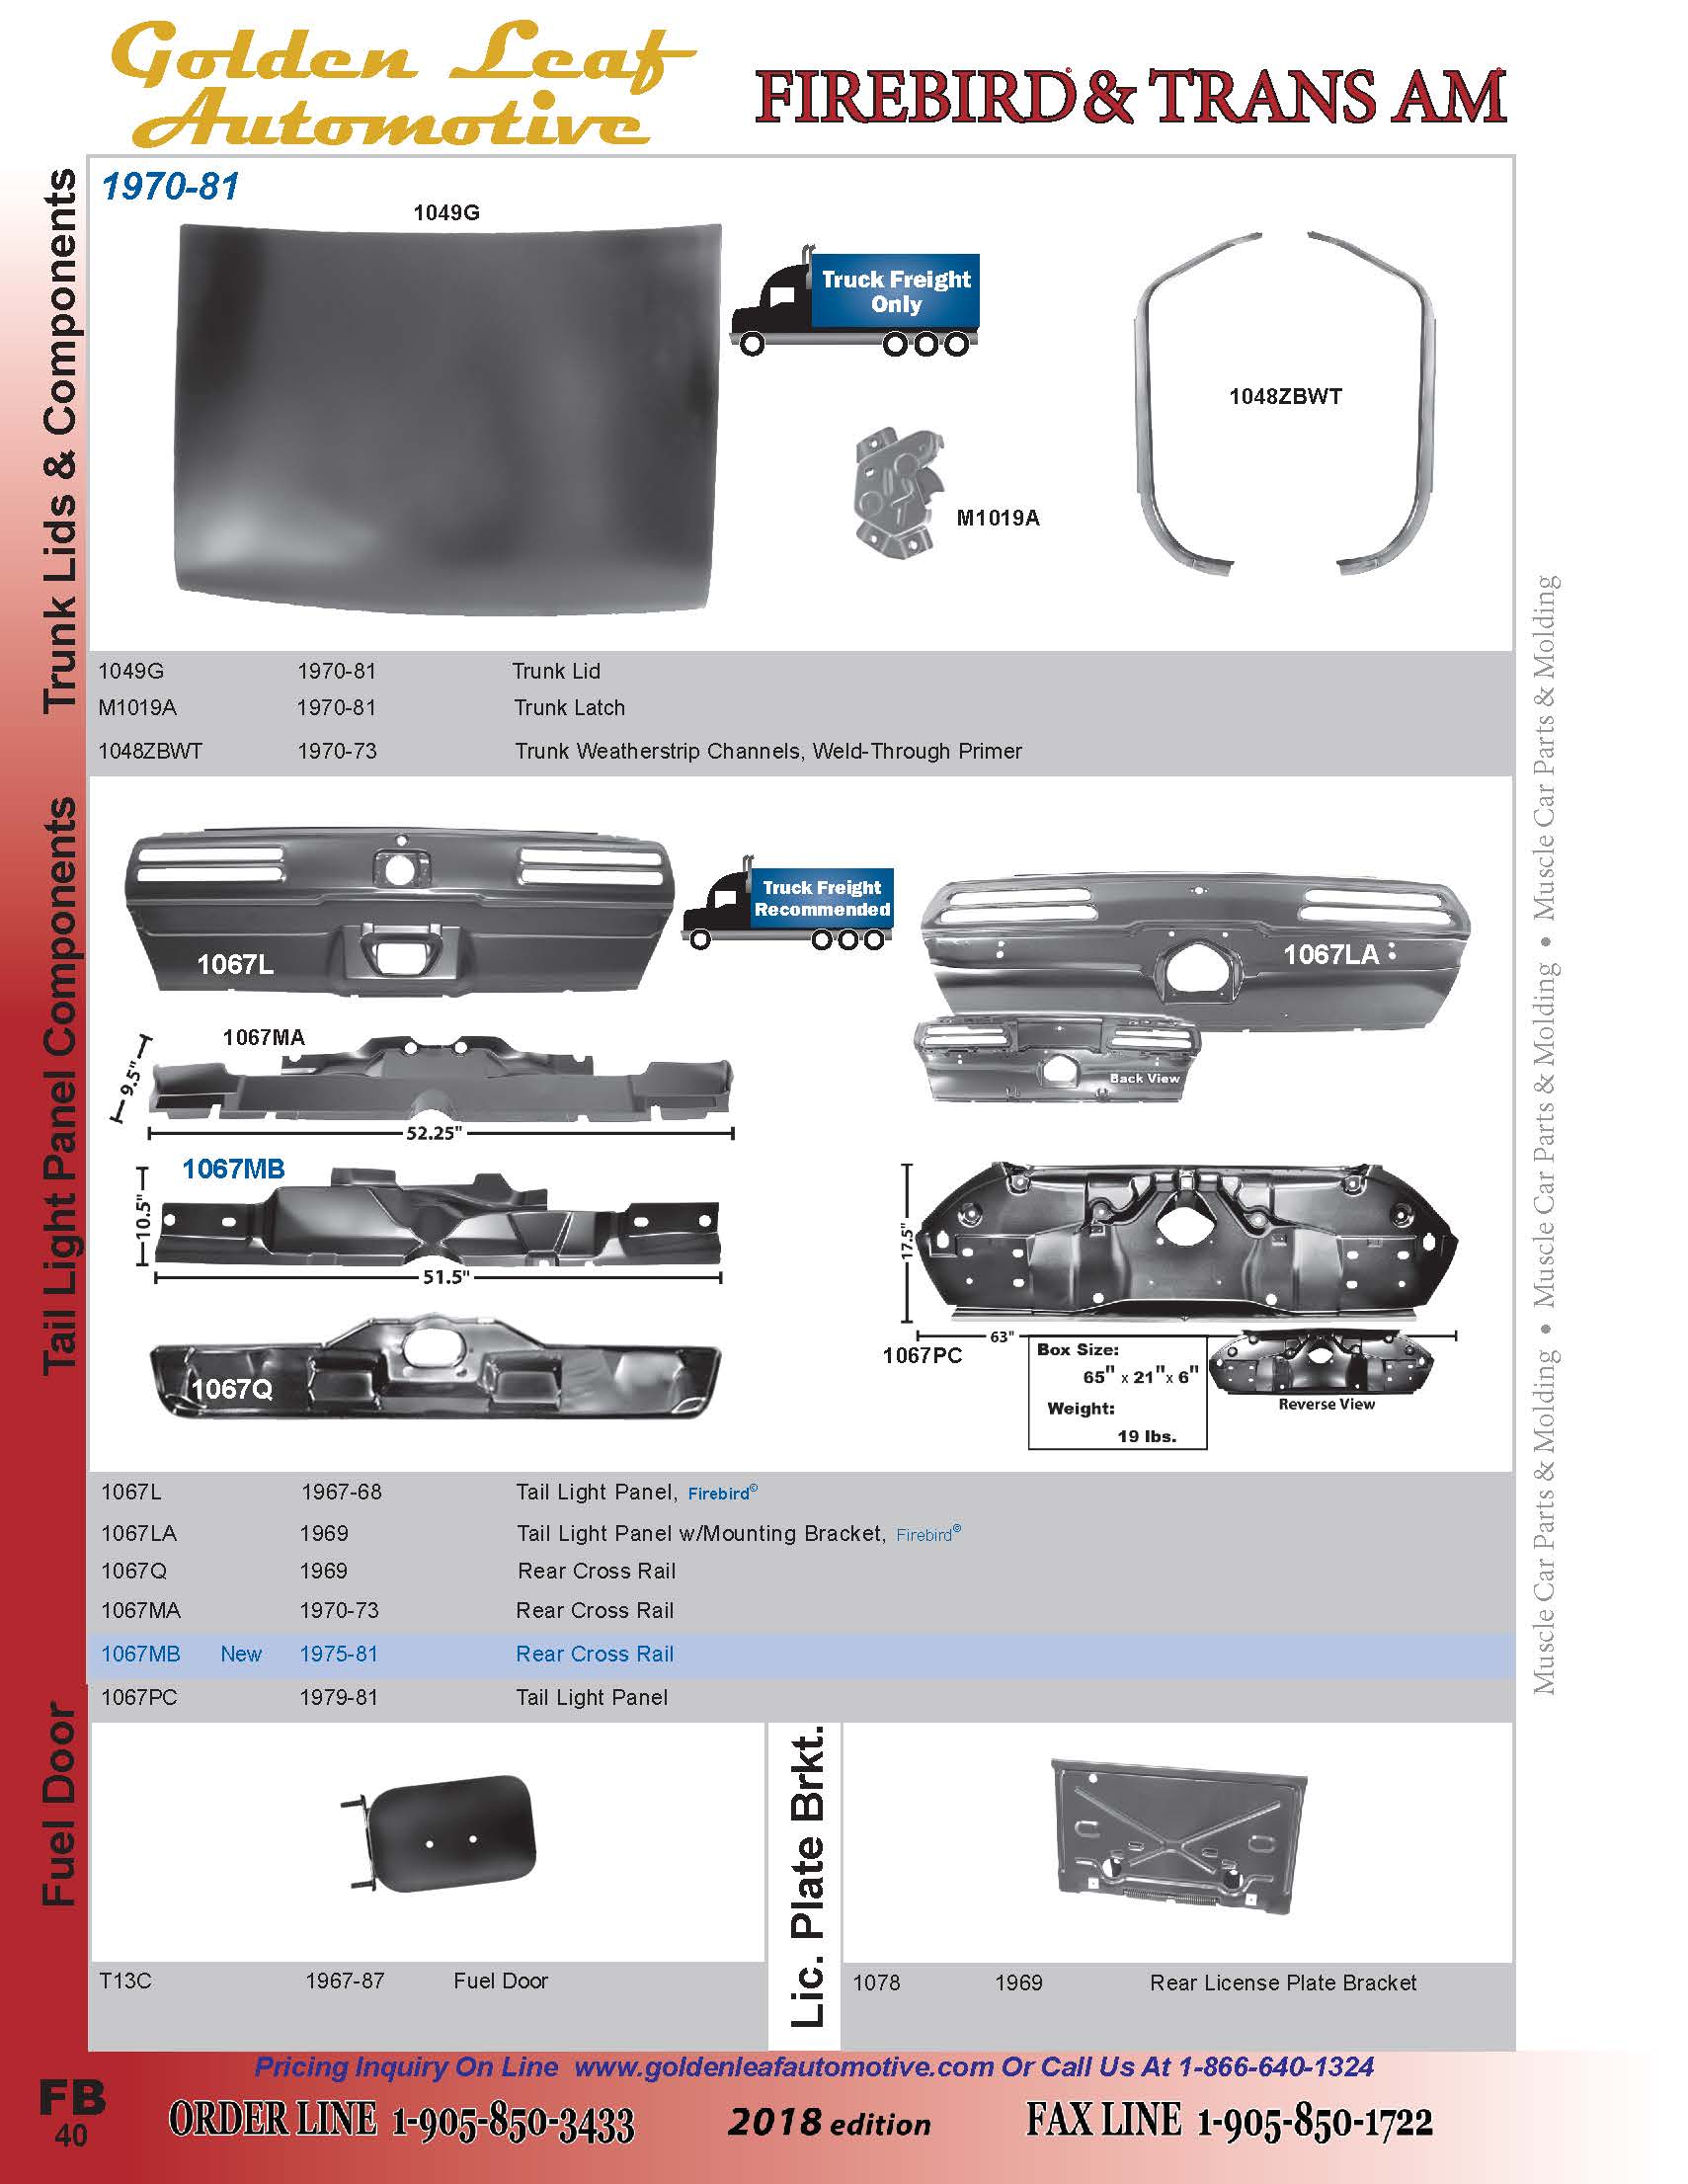 Golden Leaf
Automotive
FIREBIRD & TRANS AM
Trunk Lids & Components
1970-81
1049G
Truck Freight
Only
1048ZBWT
M1019A
1049G 1970-81 Trunk Lid
M1019A 1970-81 Trunk Latch
1048ZBWT 1970-73 Trunk Weatherstrip Channels, Weld-Through Primer
Tail Light Panel Components
1067L
Truck Freight
Recommended
1067LA
Back View
1067MA
9.5"
52.25"
1067MB
10.5"
51.5"
1067Q
17.5"
63"
1067PC
Box Size:
65" x 21" x 6"
Weight:
19 lbs.
Reverse View
1067L 1967-68 Tail Light Panel, Firebird©
1067LA 1969 Tail Light Panel w/Mounting Bracket, Firebird©
1067Q 1969 Rear Cross Rail
1067MA 1970-73 Rear Cross Rail
1067MB New 1975-81 Rear Cross Rail
1067PC 1979-81 Tail Light Panel
Fuel Door
T13C 1967-87 Fuel Door
Lic. Plate Brkt.
1078 1969 Rear License Plate Bracket
Muscle Car Parts & Molding • Muscle Car Parts & Molding • Muscle Car Parts & Molding
Pricing Inquiry On Line www.goldenleafautomotive.com Or Call Us At 1-866-640-1324
FB
40
ORDER LINE 1-905-850-3433
2018 edition
FAX LINE 1-905-850-1722